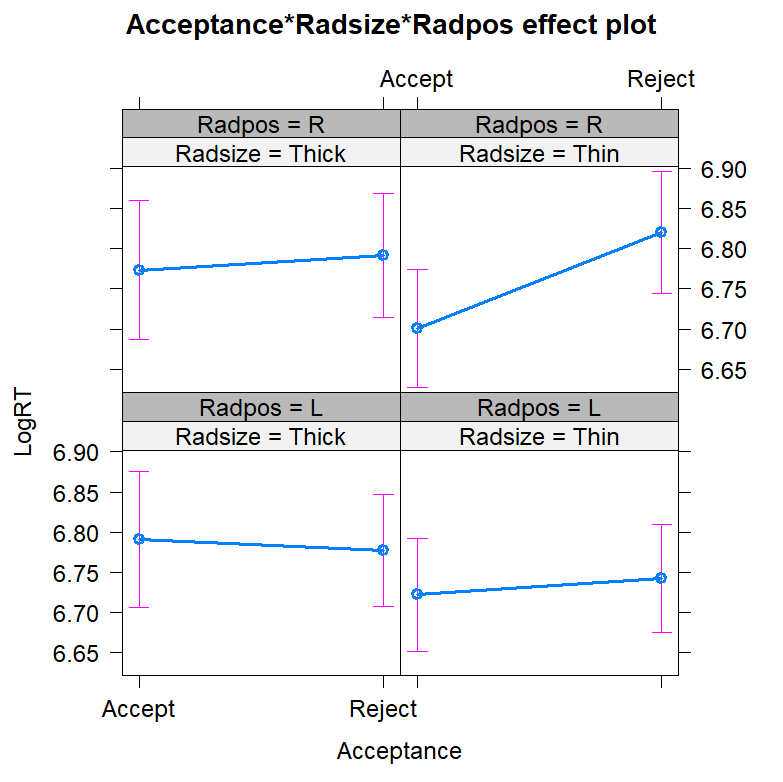 Acceptance*Radsize*Radpos effect plot
Accept Reject
Radpos = R Radpos = R
Radsize = Thick Radsize = Thin
6.90
6.85
6.80
6.75
6.70
6.65
LogRT
Radpos = L Radpos = L
Radsize = Thick Radsize = Thin
6.90
6.85
6.80
6.75
6.70
6.65
Accept Reject
Acceptance